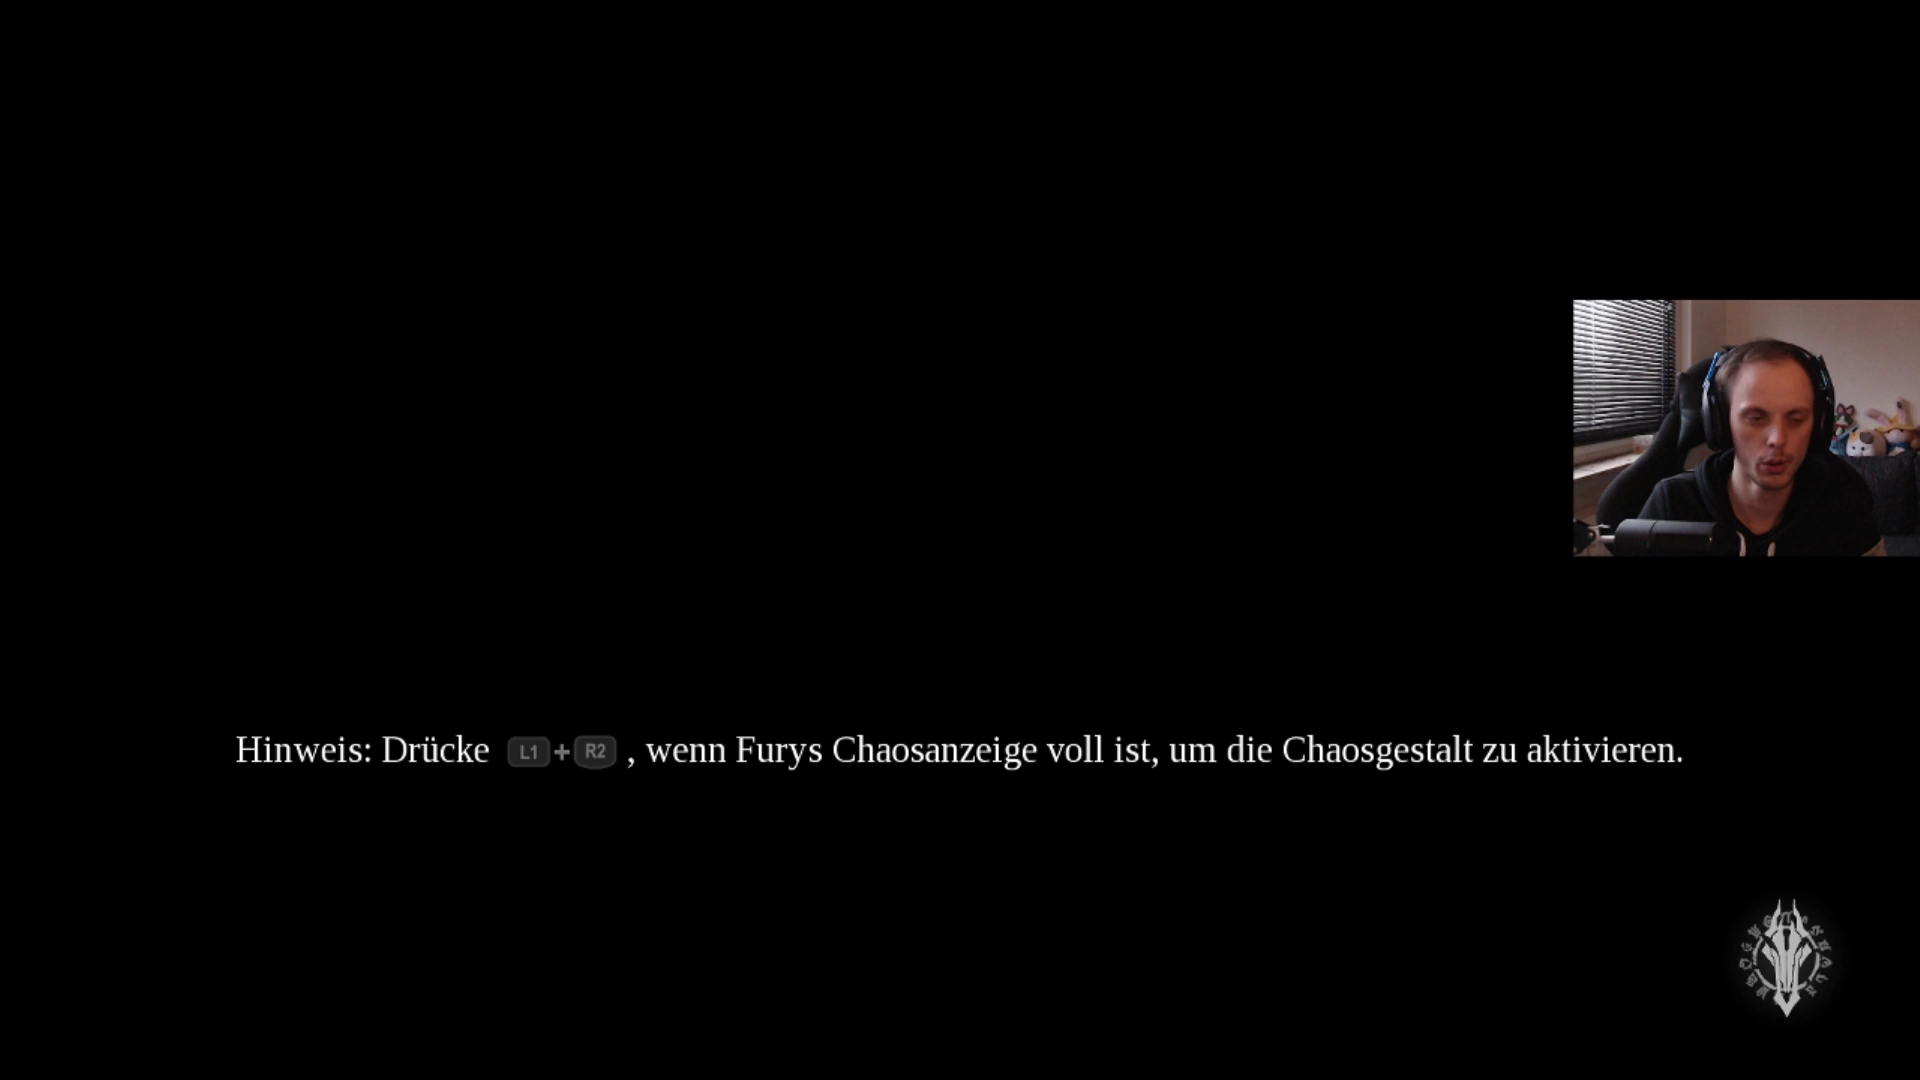 Hinweis: Drücke L1+R2 , wenn Furys Chaosanzeige voll ist, um die Chaosgestalt zu aktivieren.